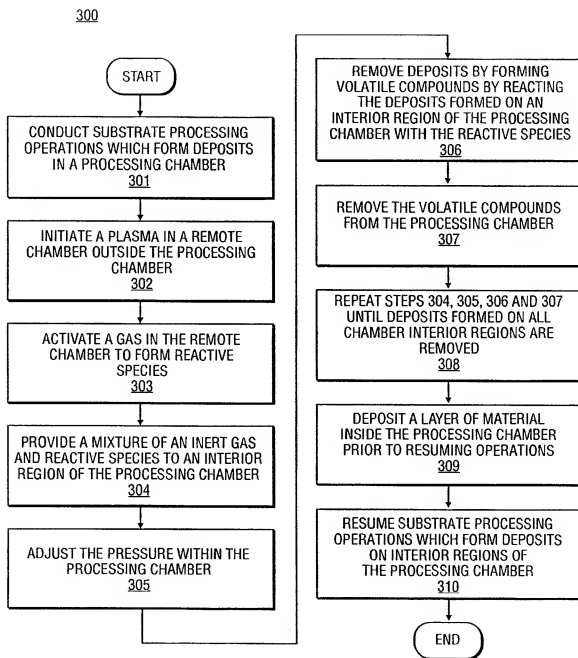 300
START
CONDUCT SUBSTRATE PROCESSING
OPERATIONS WHICH FORM DEPOSITS
IN A PROCESSING CHAMBER
301
INITIATE A PLASMA IN A REMOTE
CHAMBER OUTSIDE THE PROCESSING
CHAMBER
302
ACTIVATE A GAS IN THE REMOTE
CHAMBER TO FORM REACTIVE
SPECIES
303
PROVIDE A MIXTURE OF AN INERT GAS
AND REACTIVE SPECIES TO AN INTERIOR
REGION OF THE PROCESSING CHAMBER
304
ADJUST THE PRESSURE WITHIN THE
PROCESSING CHAMBER
305
REMOVE DEPOSITS BY FORMING
VOLATILE COMPOUNDS BY REACTING
THE DEPOSITS FORMED ON AN
INTERIOR REGION OF THE PROCESSING
CHAMBER WITH THE REACTIVE SPECIES
306
REMOVE THE VOLATILE COMPOUNDS
FROM THE PROCESSING CHAMBER
307
REPEAT STEPS 304, 305, 306 AND 307
UNTIL DEPOSITS FORMED ON ALL
CHAMBER INTERIOR REGIONS ARE
REMOVED
308
DEPOSIT A LAYER OF MATERIAL
INSIDE THE PROCESSING CHAMBER
PRIOR TO RESUMING OPERATIONS
309
RESUME SUBSTRATE PROCESSING
OPERATIONS WHICH FORM DEPOSITS
ON INTERIOR REGIONS OF
THE PROCESSING CHAMBER
310
END